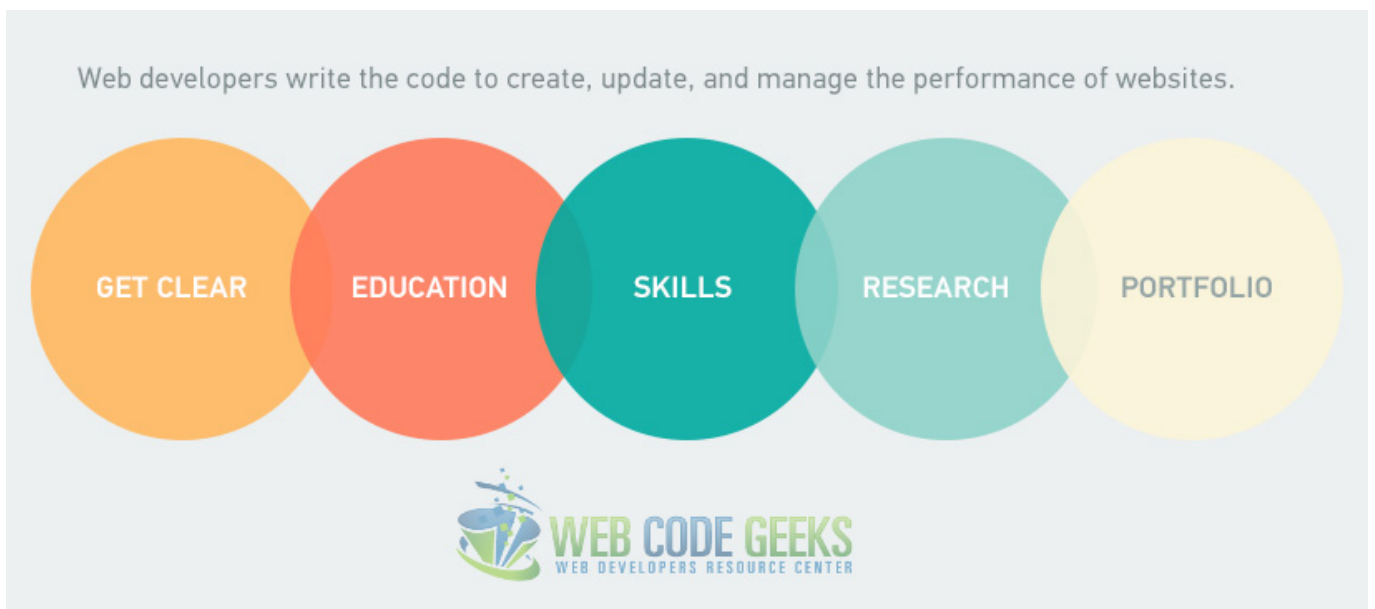 Web developers write the code to create, update, and manage the performance of websites.
GET CLEAR
EDUCATION
SKILLS
RESEARCH
PORTFOLIO
WEB CODE GEEKS
WEB DEVELOPERS RESOURCE CENTER